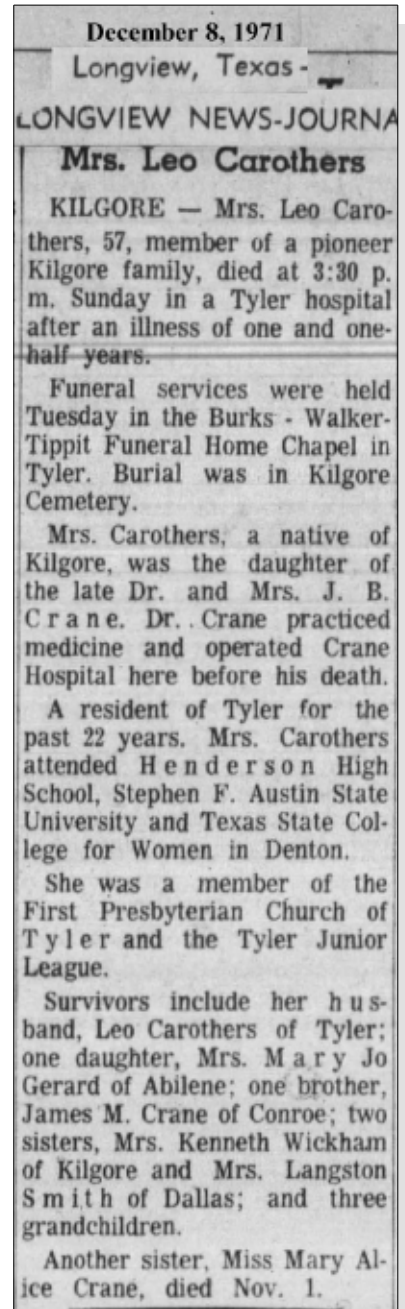 December 8, 1971
Longview, Texas -
LONGVIEW NEWS-JOURNA
Mrs. Leo Carothers
KILGORE — Mrs. Leo Caro-
thers, 57, member of a pioneer
Kilgore family, died at 3:30 p.
m. Sunday in a Tyler hospital
after an illness of one and one-
half years.
Funeral services were held
Tuesday in the Burks - Walker-
Tippit Funeral Home Chapel in
Tyler. Burial was in Kilgore
Cemetery.
Mrs. Carothers, a native of
Kilgore, was the daughter of
the late Dr. and Mrs. J. B.
Crane. Dr. Crane practiced
medicine and operated Crane
Hospital here before his death.
A resident of Tyler for the
past 22 years. Mrs. Carothers
attended Henderson High
School, Stephen F. Austin State
University and Texas State Col-
lege for Women in Denton.
She was a member of the
First Presbyterian Church of
Tyler and the Tyler Junior
League.
Survivors include her hus-
band, Leo Carothers of Tyler;
one daughter, Mrs. Mary Jo
Gerard of Abilene; one brother,
James M. Crane of Conroe; two
sisters, Mrs. Kenneth Wickham
of Kilgore and Mrs. Langston
Smith of Dallas; and three
grandchildren.
Another sister, Miss Mary Al-
ice Crane, died Nov. 1.